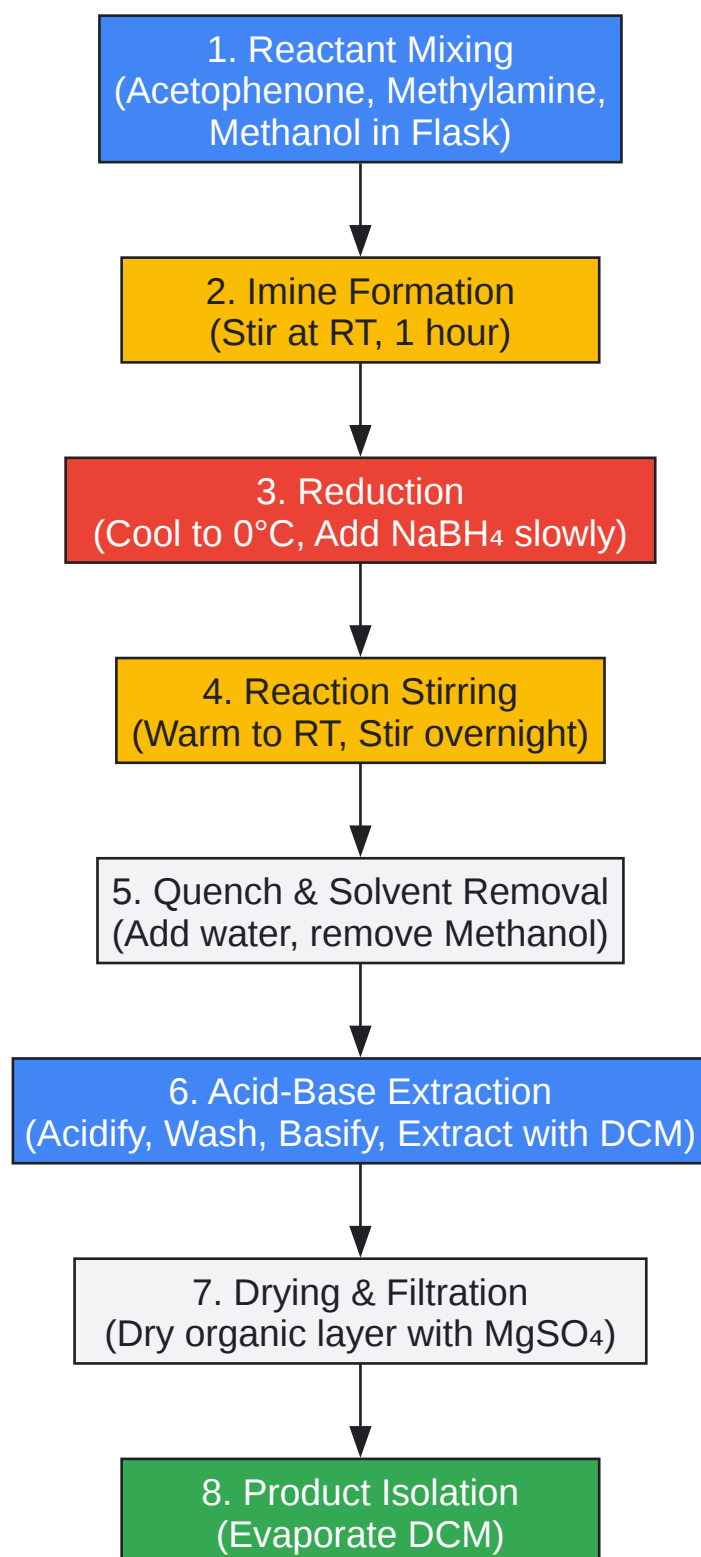 1. Reactant Mixing
(Acetophenone, Methylamine,
Methanol in Flask)
2. Imine Formation
(Stir at RT, 1 hour)
3. Reduction
(Cool to 0°C, Add NaBH₄ slowly)
4. Reaction Stirring
(Warm to RT, Stir overnight)
5. Quench & Solvent Removal
(Add water, remove Methanol)
6. Acid-Base Extraction
(Acidify, Wash, Basify, Extract with DCM)
7. Drying & Filtration
(Dry organic layer with MgSO₄)
8. Product Isolation
(Evaporate DCM)